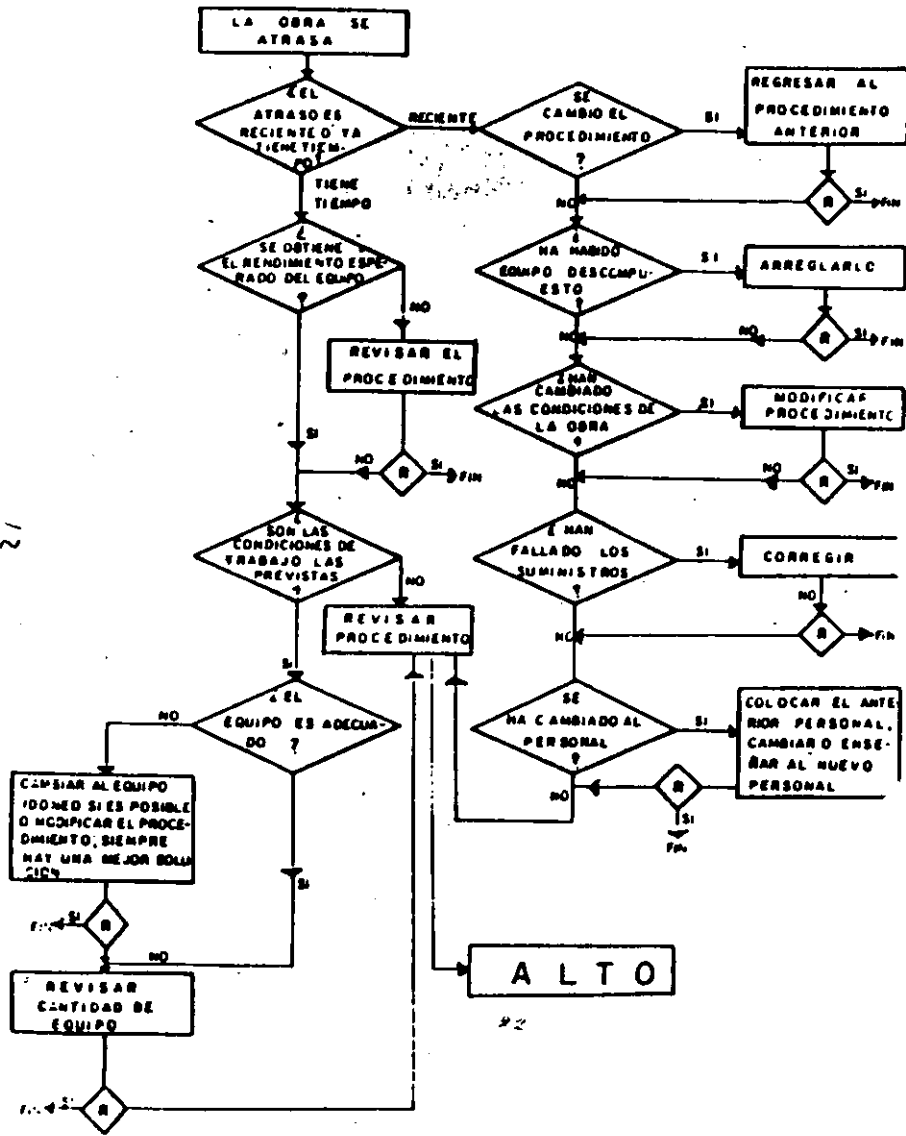 LA OBRA SE
ATRASA
¿EL
ATRASO ES
RECIENTE O YA
TIENE TIEM-
PO?
RECIENTE
TIENE
TIEMPO
SE
CAMBIO EL
PROCEDIMIENTO
?
SI
REGRESAR AL
PROCEDIMIENTO
ANTERIOR
R
SI
FIN
NO
¿
SE OBTIENE
EL RENDIMIENTO ESPE-
RADO DEL EQUIPO
?
NO
REVISAR EL
PROCEDIMIENTO
SI
NO
R
SI
FIN
¿
HA HABIDO
EQUIPO DESCOMPU-
ESTO
?
SI
ARREGLARLO
NO
R
SI
FIN
NO
¿HAN
CAMBIADO
LAS CONDICIONES DE
LA OBRA
?
SI
MODIFICAR
PROCEDIMIENTO
NO
R
SI
FIN
NO
¿
SON LAS
CONDICIONES DE
TRABAJO LAS
PREVISTAS
?
NO
REVISAR
PROCEDIMIENTO
SI
¿HAN
FALLADO LOS
SUMINISTROS
?
SI
CORREGIR
NO
R
SI
FIN
NO
¿EL
EQUIPO ES ADECUA-
DO ?
NO
SI
SE
HA CAMBIADO AL
PERSONAL
?
SI
COLOCAR EL ANTE
RIOR PERSONAL,
CAMBIAR O ENSE-
ÑAR AL NUEVO
PERSONAL
NO
R
SI
FIN
CAMBIAR AL EQUIPO
IDONEO SI ES POSIBLE
O MODIFICAR EL PROCE-
DIMIENTO, SIEMPRE
HAY UNA MEJOR SOLU
CION
FIN
SI
R
NO
REVISAR
CANTIDAD DE
EQUIPO
FIN
SI
R
ALTO
22
21